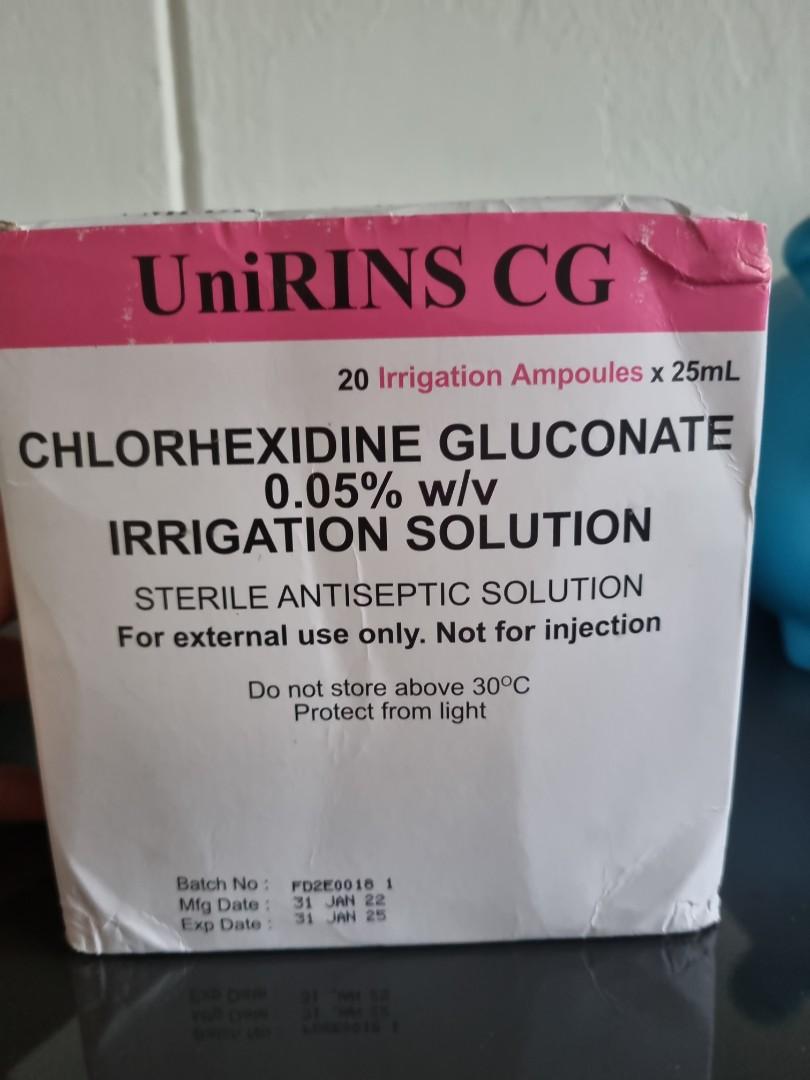 UniRINS CG
20 Irrigation Ampoules x 25mL
CHLORHEXIDINE GLUCONATE
0.05% w/v
IRRIGATION SOLUTION
STERILE ANTISEPTIC SOLUTION
For external use only. Not for injection
Do not store above 30°C
Protect from light
Batch No : FD2E0016 1
Mfg Date : 31 JAN 22
Exp Date : 31 JAN 25